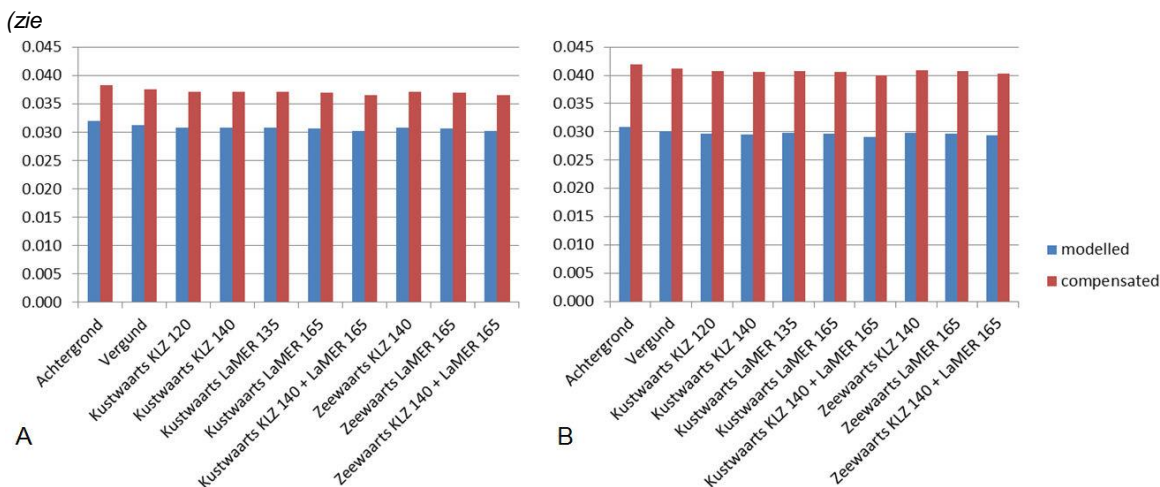 (zie
0.045
0.040
0.035
0.030
0.025
0.020
0.015
0.010
0.005
0.000
Achtergrond
Vergund
Kustwaarts KLZ 120
Kustwaarts KLZ 140
Kustwaarts LaMER 135
Kustwaarts LaMER 165
Kustwaarts KLZ 140 + LaMER 165
Zeewaarts KLZ 140
Zeewaarts LaMER 165
Zeewaarts KLZ 140 + LaMER 165
A
0.045
0.040
0.035
0.030
0.025
0.020
0.015
0.010
0.005
0.000
Achtergrond
Vergund
Kustwaarts KLZ 120
Kustwaarts KLZ 140
Kustwaarts LaMER 135
Kustwaarts LaMER 165
Kustwaarts KLZ 140 + LaMER 165
Zeewaarts KLZ 140
Zeewaarts LaMER 165
Zeewaarts KLZ 140 + LaMER 165
B
modelled
compensated